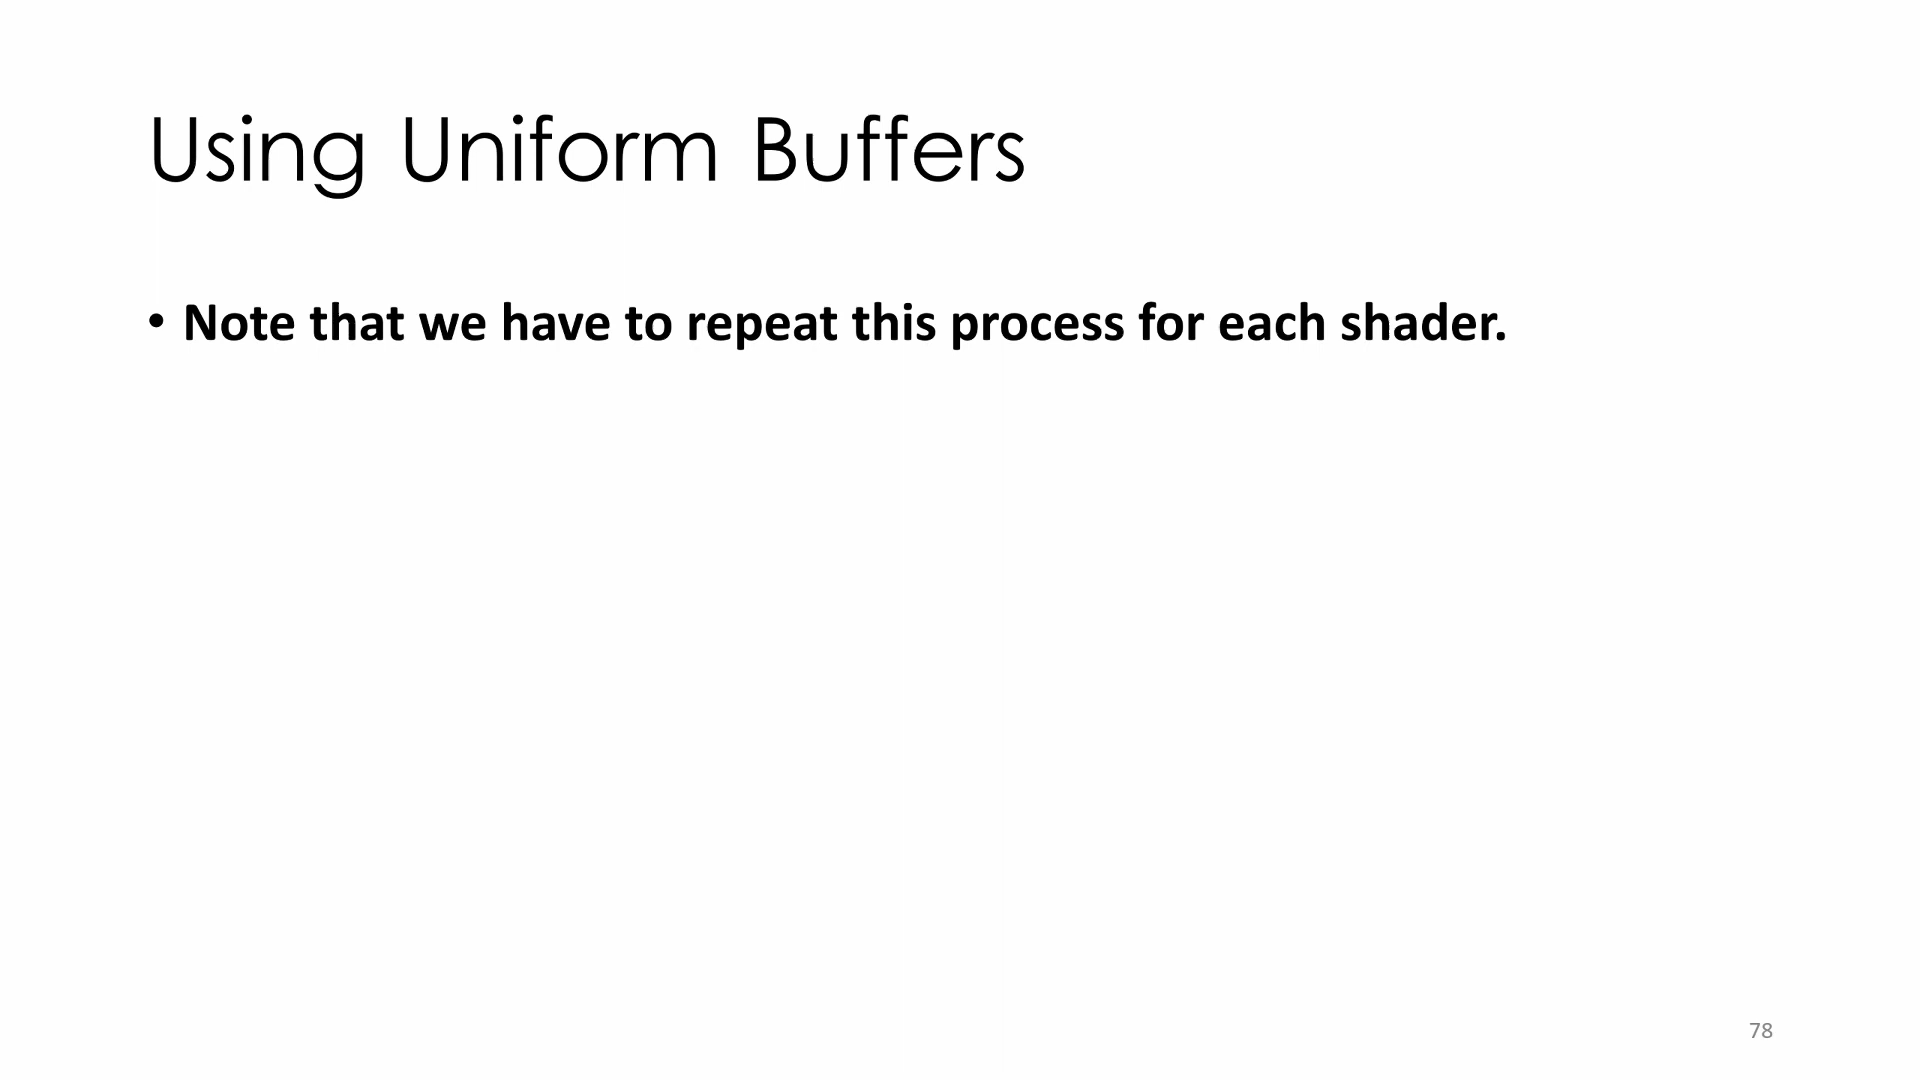 Using Uniform Buffers
• Note that we have to repeat this process for each shader.
78